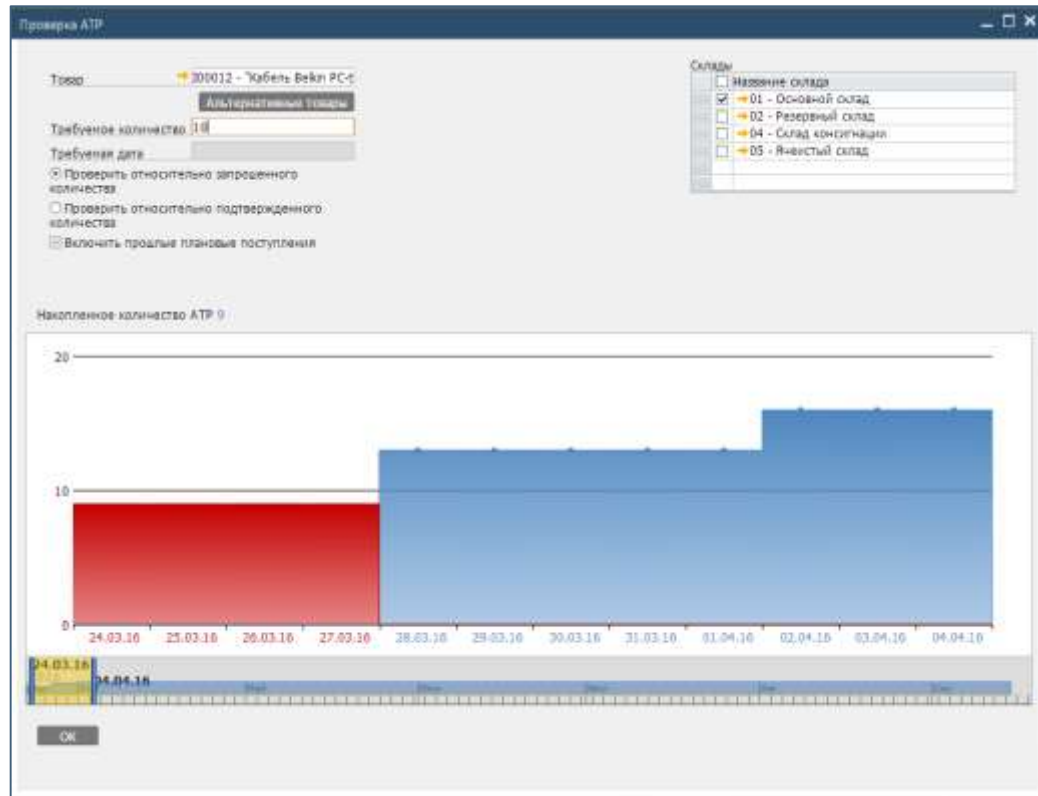 Проверка АТР
Товар
000012 - "Кабель Belkin PC-t
Альтернативные товары
Требуемое количество 10
Требуемая дата
Проверить относительно запрошенного
количества
Проверить относительно подтвержденного
количества
Включить прошлые плановые поступления
Склады
Название склада
01 - Основной склад
02 - Резервный склад
04 - Склад консигнации
05 - Ячеистый склад
Накопленное количество АТР 9
20
10
0
24.03.16 25.03.16 26.03.16 27.03.16 28.03.16 29.03.16 30.03.16 31.03.16 01.04.16 02.04.16 03.04.16 04.04.16
24.03.16
04.04.16
OK